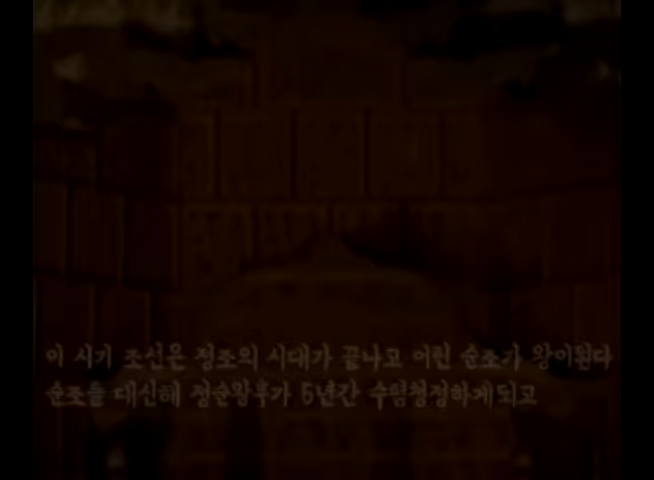 이 시기 조선은 정조의 시대가 끝나고 어린 순조가 왕이된다
순조을 대신해 정순왕후가 5년간 수렴청정하게되고